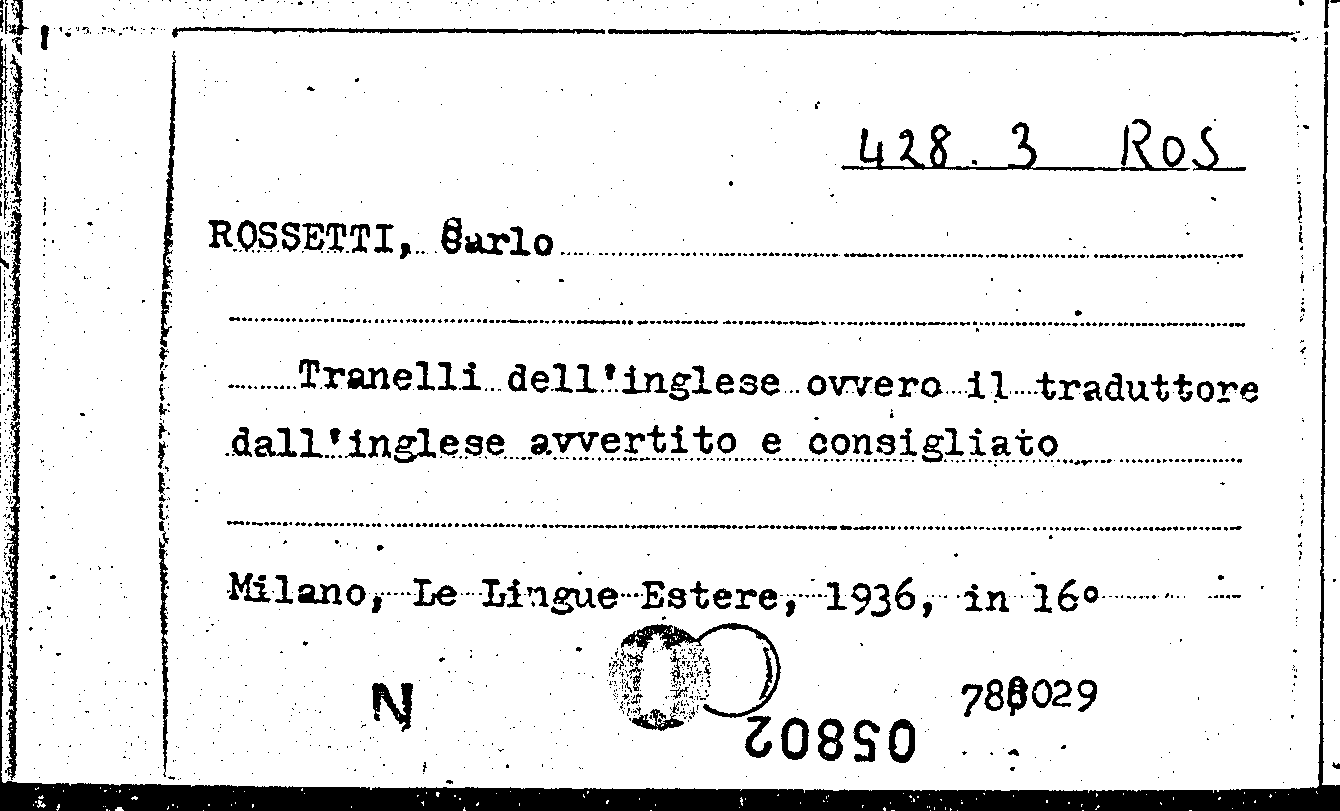 428.3 ROS
ROSSETTI, Carlo
Tranelli dell'inglese ovvero il traduttore
dall'inglese avvertito e consigliato
Milano, Le Lingue Estere, 1936, in 16°
N
05802